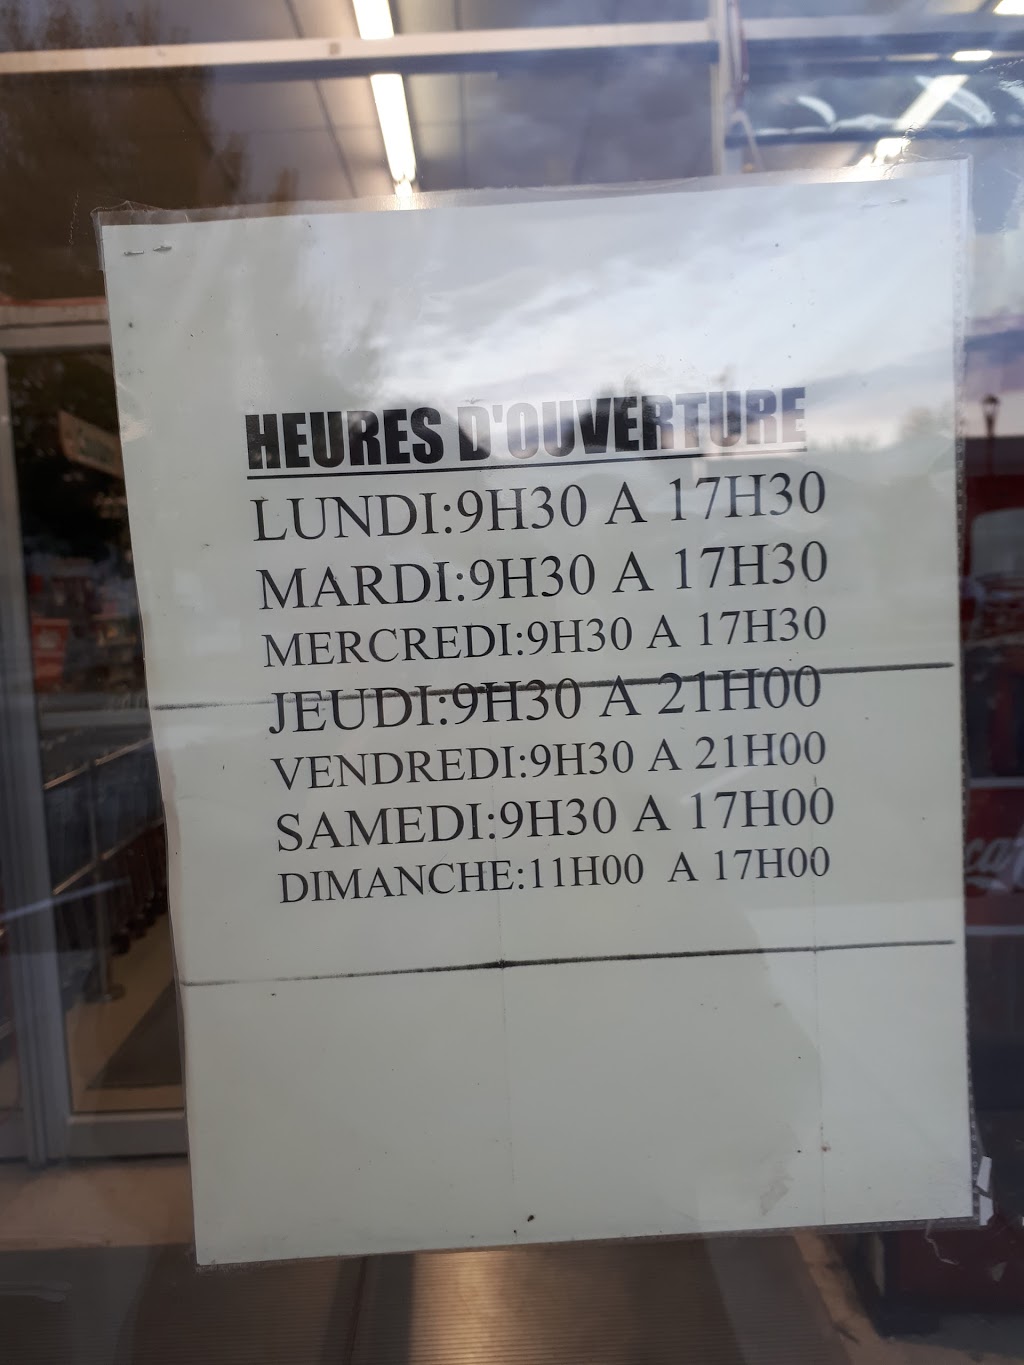 HEURES D'OUVERTURE
LUNDI:9H30 A 17H30
MARDI:9H30 A 17H30
MERCREDI:9H30 A 17H30
JEUDI:9H30 A 21H00
VENDREDI:9H30 A 21H00
SAMEDI:9H30 A 17H00
DIMANCHE:11H00 A 17H00